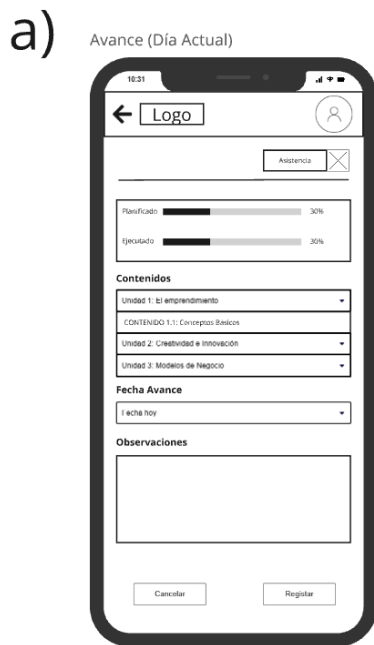 a)
Avance (Día Actual)
10:31
Logo
Asistencia
Planificado 30%
Ejecutado 30%
Contenidos
Unidad 1: El emprendimiento
CONTENIDO 1.1: Conceptos Básicos
Unidad 2: Creatividad e Innovación
Unidad 3: Modelos de Negocio
Fecha Avance
Fecha hoy
Observaciones
Cancelar Registar